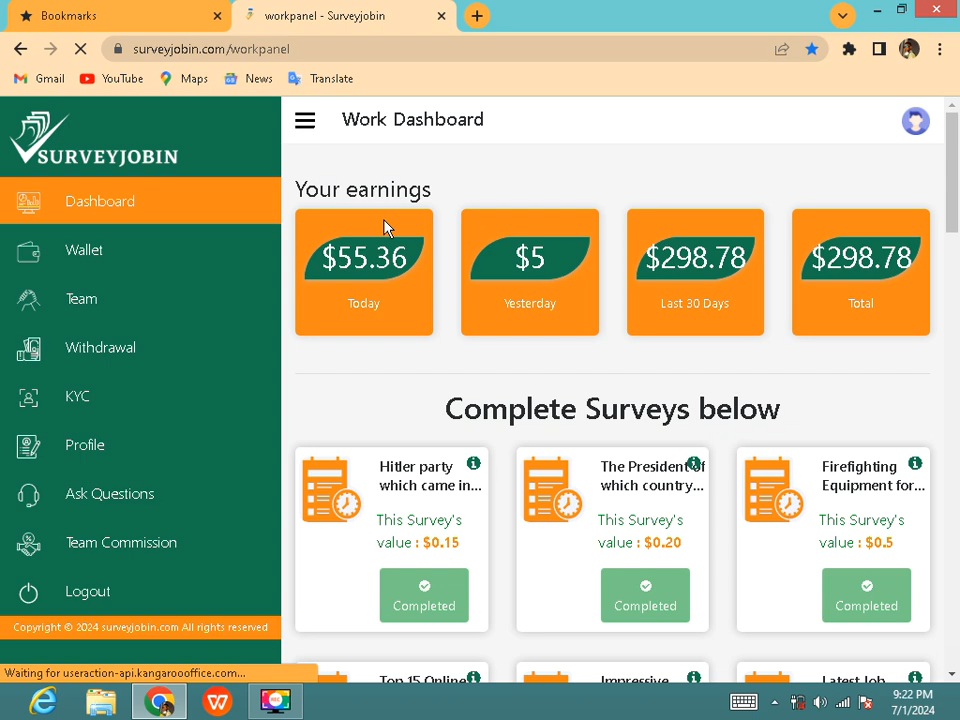 Bookmarks
workpanel - Surveyjobin
surveyjobin.com/workpanel
Gmail
YouTube
Maps
News
Translate
SURVEYJOBIN
Work Dashboard
Dashboard
Wallet
Team
Withdrawal
KYC
Profile
Ask Questions
Team Commission
Logout
Copyright © 2024 surveyjobin.com All rights reserved
Your earnings
$55.36
Today
$5
Yesterday
$298.78
Last 30 Days
$298.78
Total
Complete Surveys below
Hitler party
which came in...
This Survey's
value : $0.15
Completed
The President of
which country...
This Survey's
value : $0.20
Completed
Firefighting
Equipment for...
This Survey's
value : $0.5
Completed
Top 15 Online
Impressive
Latest Job
Waiting for useraction-api.kangaroooffice.com...
9:22 PM
7/1/2024